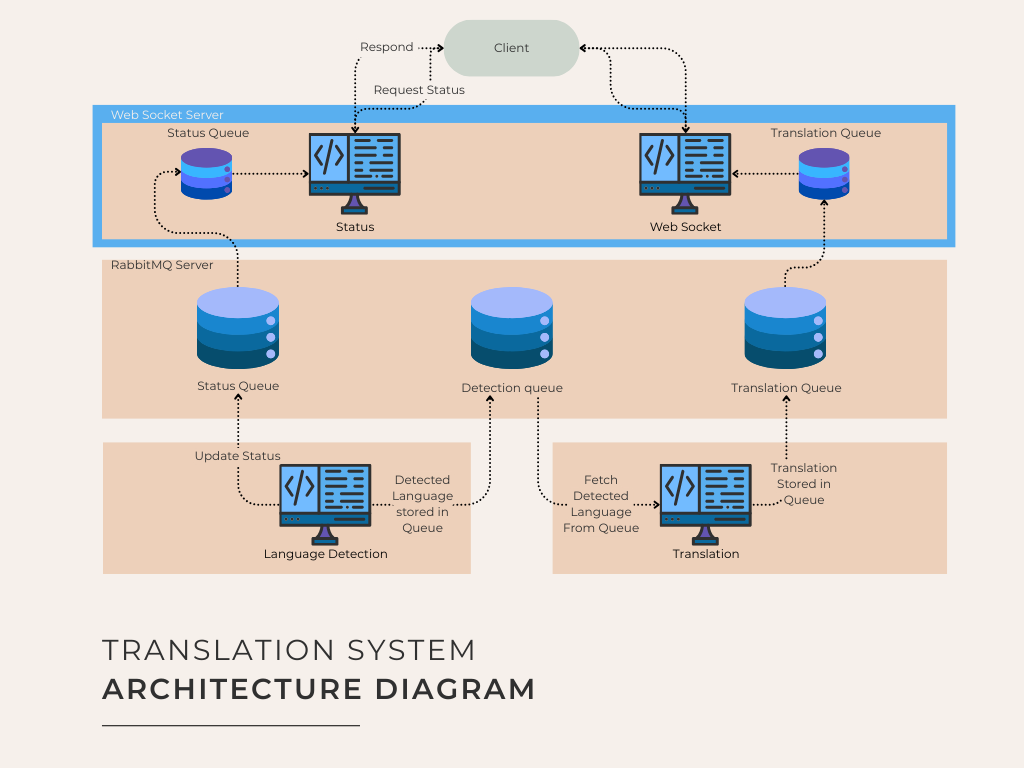 Respond
Client
Request Status
Web Socket Server
Status Queue
Translation Queue
Status
Web Socket
RabbitMQ Server
Status Queue
Detection queue
Translation Queue
Update Status
Detected
Language
stored in
Queue
Language Detection
Fetch
Detected
Language
From Queue
Translation
Stored in
Queue
Translation
TRANSLATION SYSTEM
ARCHITECTURE DIAGRAM